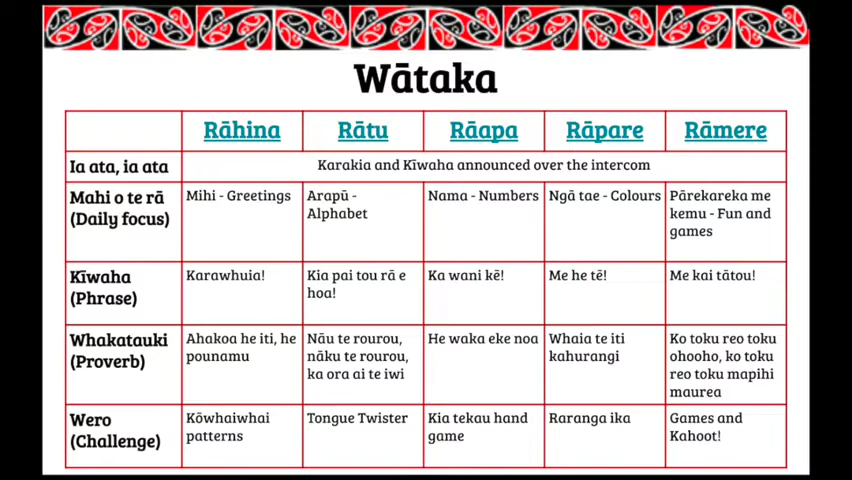 Wātaka
Rāhina Rātu Rāapa Rāpare Rāmere
Ia ata, ia ata Karakia and Kīwaha announced over the intercom
Mahi o te rā
(Daily focus)
Mihi - Greetings
Arapū -
Alphabet
Nama - Numbers
Ngā tae - Colours
Pārekareka me
kemu - Fun and
games
Kīwaha
(Phrase)
Karawhuia!
Kia pai tou rā e
hoa!
Ka wani kē!
Me he tē!
Me kai tātou!
Whakatauki
(Proverb)
Ahakoa he iti, he
pounamu
Nāu te rourou,
nāku te rourou,
ka ora ai te iwi
He waka eke noa
Whaia te iti
kahurangi
Ko toku reo toku
ohooho, ko toku
reo toku mapihi
maurea
Wero
(Challenge)
Kōwhaiwhai
patterns
Tongue Twister
Kia tekau hand
game
Raranga ika
Games and
Kahoot!